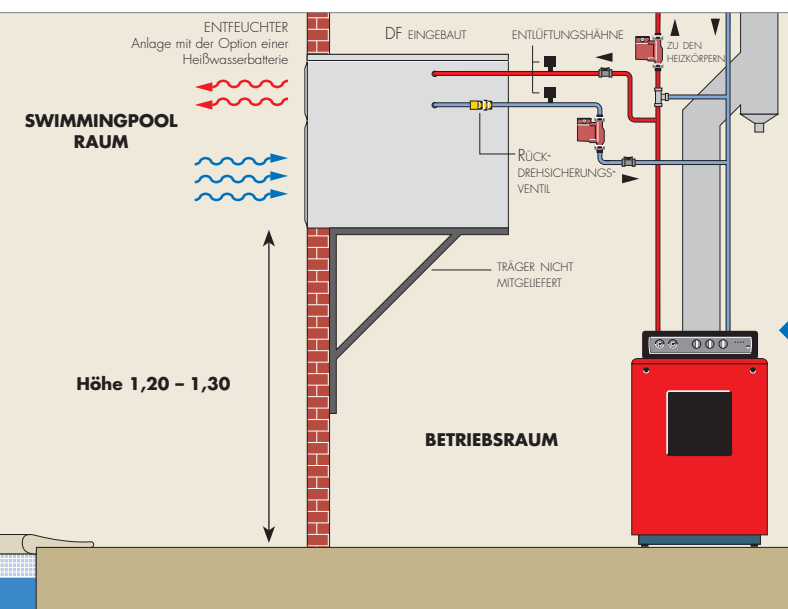 ENTFEUCHTER
Anlage mit der Option einer
Heißwasserbatterie
DF EINGEBAUT
ENTLÜFTUNGSHÄHNE
ZU DEN
HEIZKÖRPERN
SWIMMINGPOOL
RAUM
RÜCK-
DREHSICHERUNGS-
VENTIL
TRÄGER NICHT
MITGELIEFERT
Höhe 1,20 – 1,30
BETRIEBSRAUM